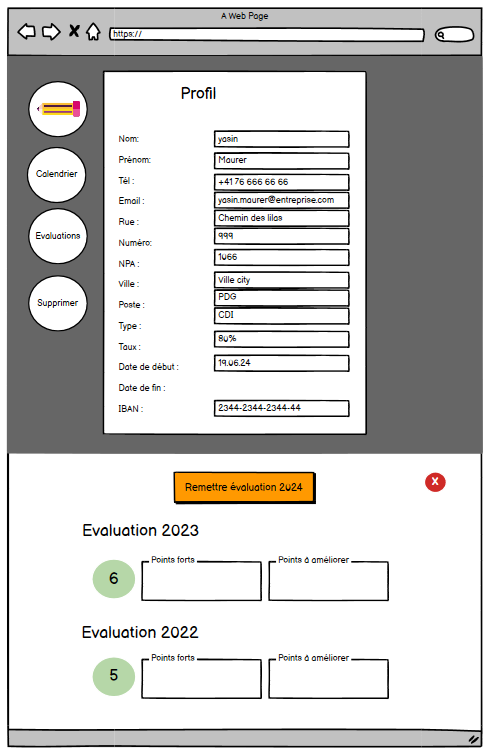 A Web Page
https://
Profil
Nom: yasin
Prénom: Maurer
Tél : +41 76 666 66 66
Email : yasin.maurer@entreprise.com
Rue : Chemin des lilas
Numéro: 999
NPA : 1066
Ville : Ville city
Poste : PDG
Type : CDI
Taux : 80%
Date de début : 19.06.24
Date de fin :
IBAN : 2344-2344-2344-44
Calendrier
Evaluations
Supprimer
Remettre évaluation 2024
X
Evaluation 2023
6
Points forts
Points à améliorer
Evaluation 2022
5
Points forts
Points à améliorer